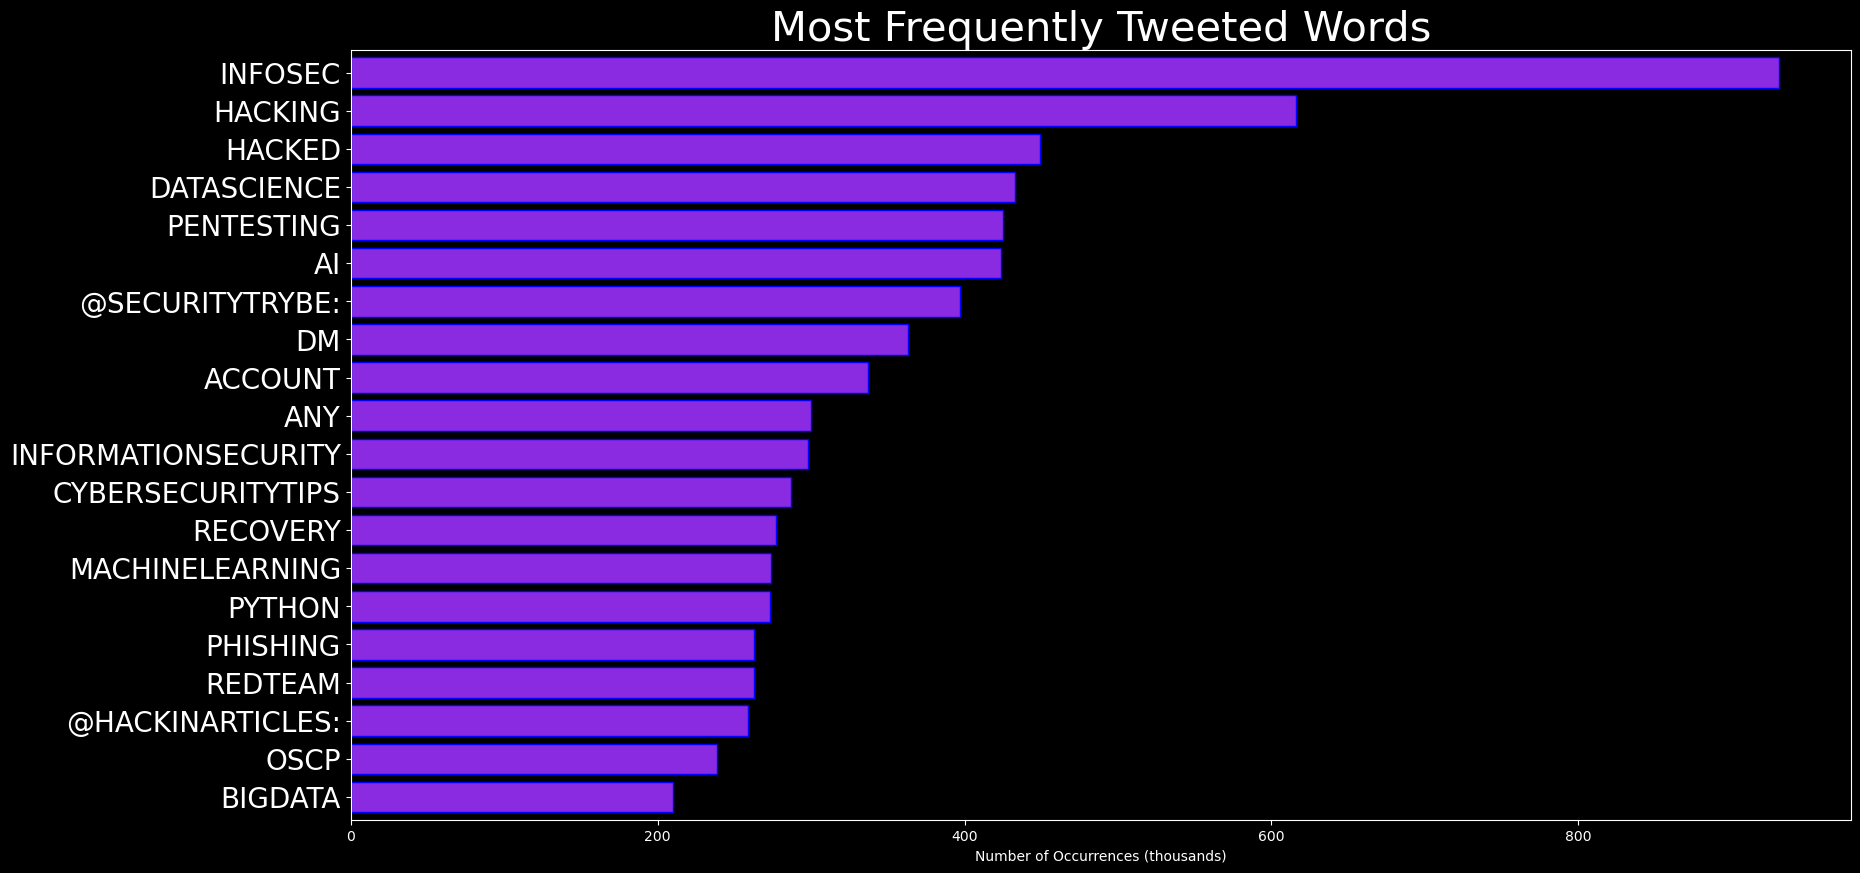 Most Frequently Tweeted Words
INFOSEC
HACKING
HACKED
DATASCIENCE
PENTESTING
AI
@SECURITYTRYBE:
DM
ACCOUNT
ANY
INFORMATIONSECURITY
CYBERSECURITYTIPS
RECOVERY
MACHINELEARNING
PYTHON
PHISHING
REDTEAM
@HACKINARTICLES:
OSCP
BIGDATA
0 200 400 600 800
Number of Occurrences (thousands)